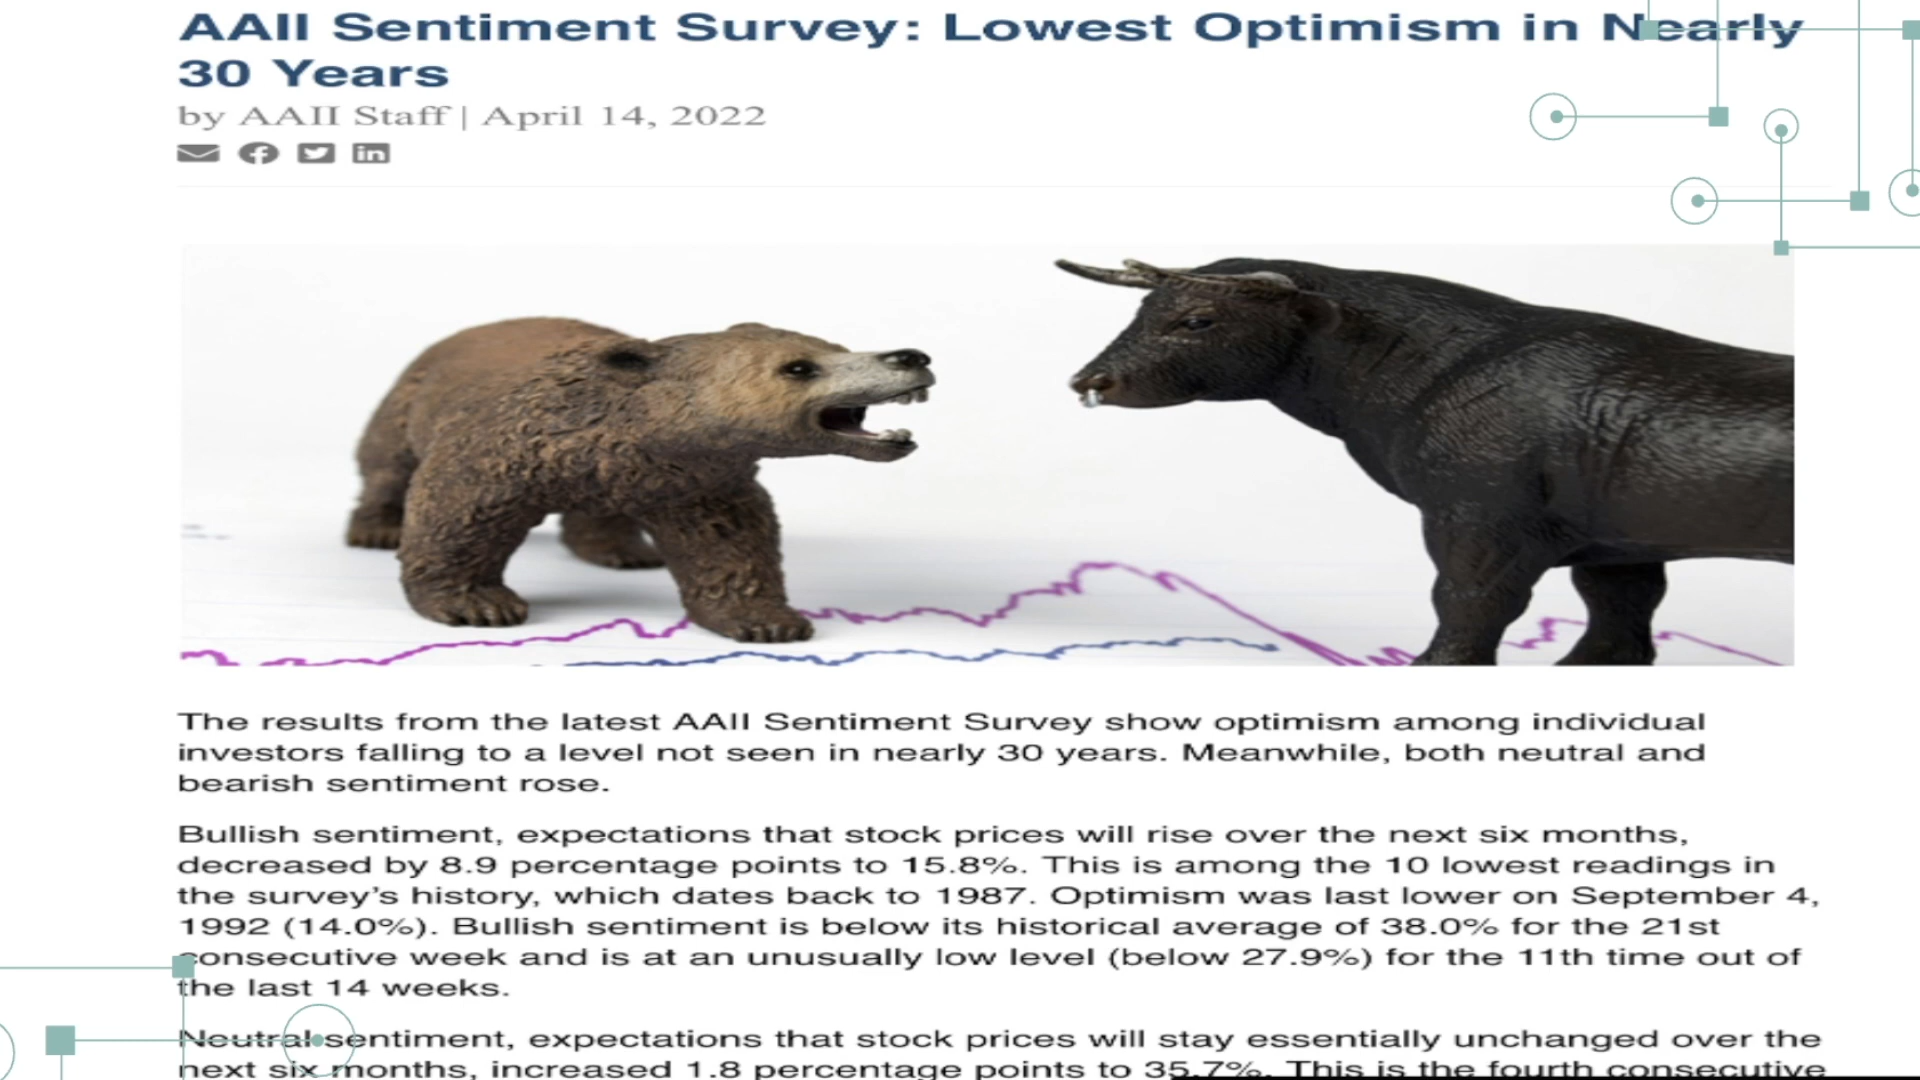 AAII Sentiment Survey: Lowest Optimism in Nearly
30 Years
by AAII Staff | April 14, 2022
The results from the latest AAII Sentiment Survey show optimism among individual
investors falling to a level not seen in nearly 30 years. Meanwhile, both neutral and
bearish sentiment rose.
Bullish sentiment, expectations that stock prices will rise over the next six months,
decreased by 8.9 percentage points to 15.8%. This is among the 10 lowest readings in
the survey’s history, which dates back to 1987. Optimism was last lower on September 4,
1992 (14.0%). Bullish sentiment is below its historical average of 38.0% for the 21st
consecutive week and is at an unusually low level (below 27.9%) for the 11th time out of
the last 14 weeks.
Neutral sentiment, expectations that stock prices will stay essentially unchanged over the
next six months, increased 1.8 percentage points to 35.7%. This is the fourth consecutive